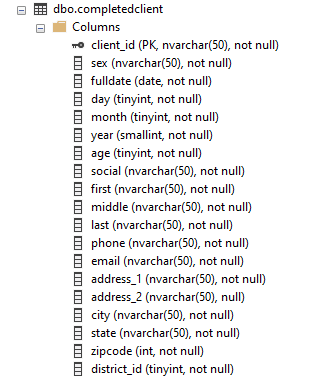 dbo.completedclient
Columns
client_id (PK, nvarchar(50), not null)
sex (nvarchar(50), not null)
fulldate (date, not null)
day (tinyint, not null)
month (tinyint, not null)
year (smallint, not null)
age (tinyint, not null)
social (nvarchar(50), not null)
first (nvarchar(50), not null)
middle (nvarchar(50), not null)
last (nvarchar(50), not null)
phone (nvarchar(50), not null)
email (nvarchar(50), not null)
address_1 (nvarchar(50), not null)
address_2 (nvarchar(50), null)
city (nvarchar(50), not null)
state (nvarchar(50), not null)
zipcode (int, not null)
district_id (tinyint, not null)